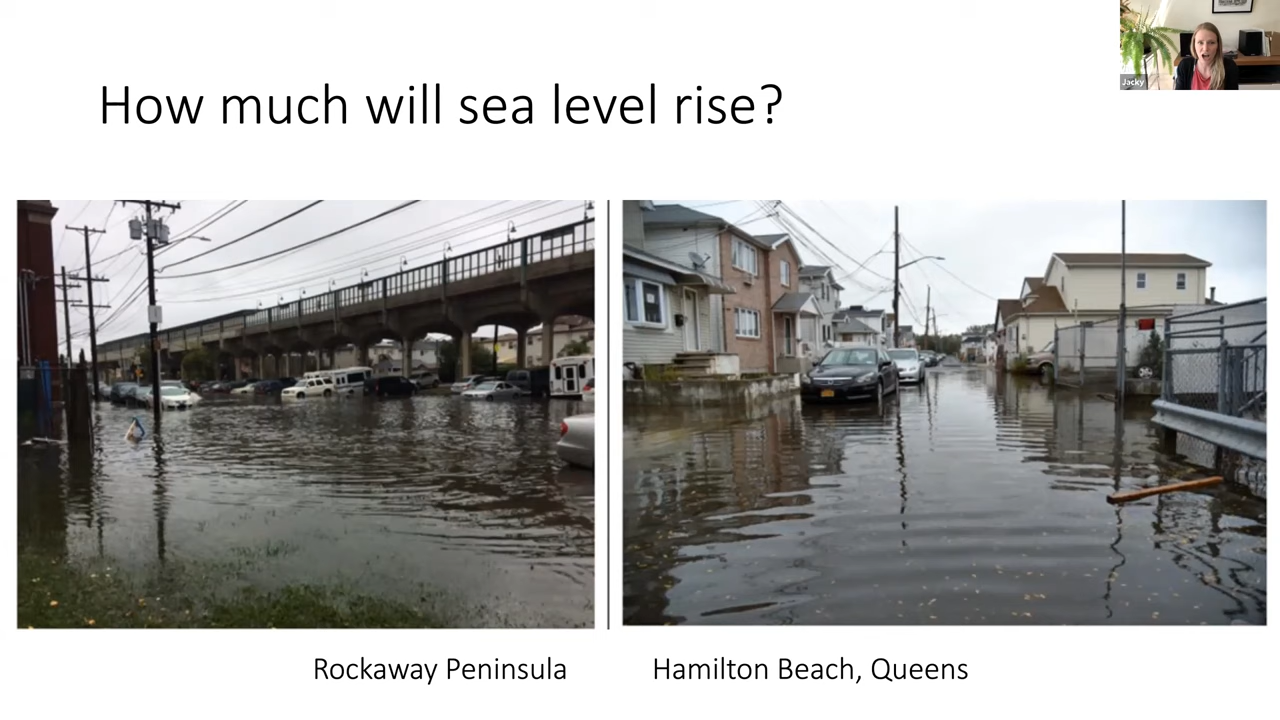 Jacky
How much will sea level rise?
Rockaway Peninsula
Hamilton Beach, Queens